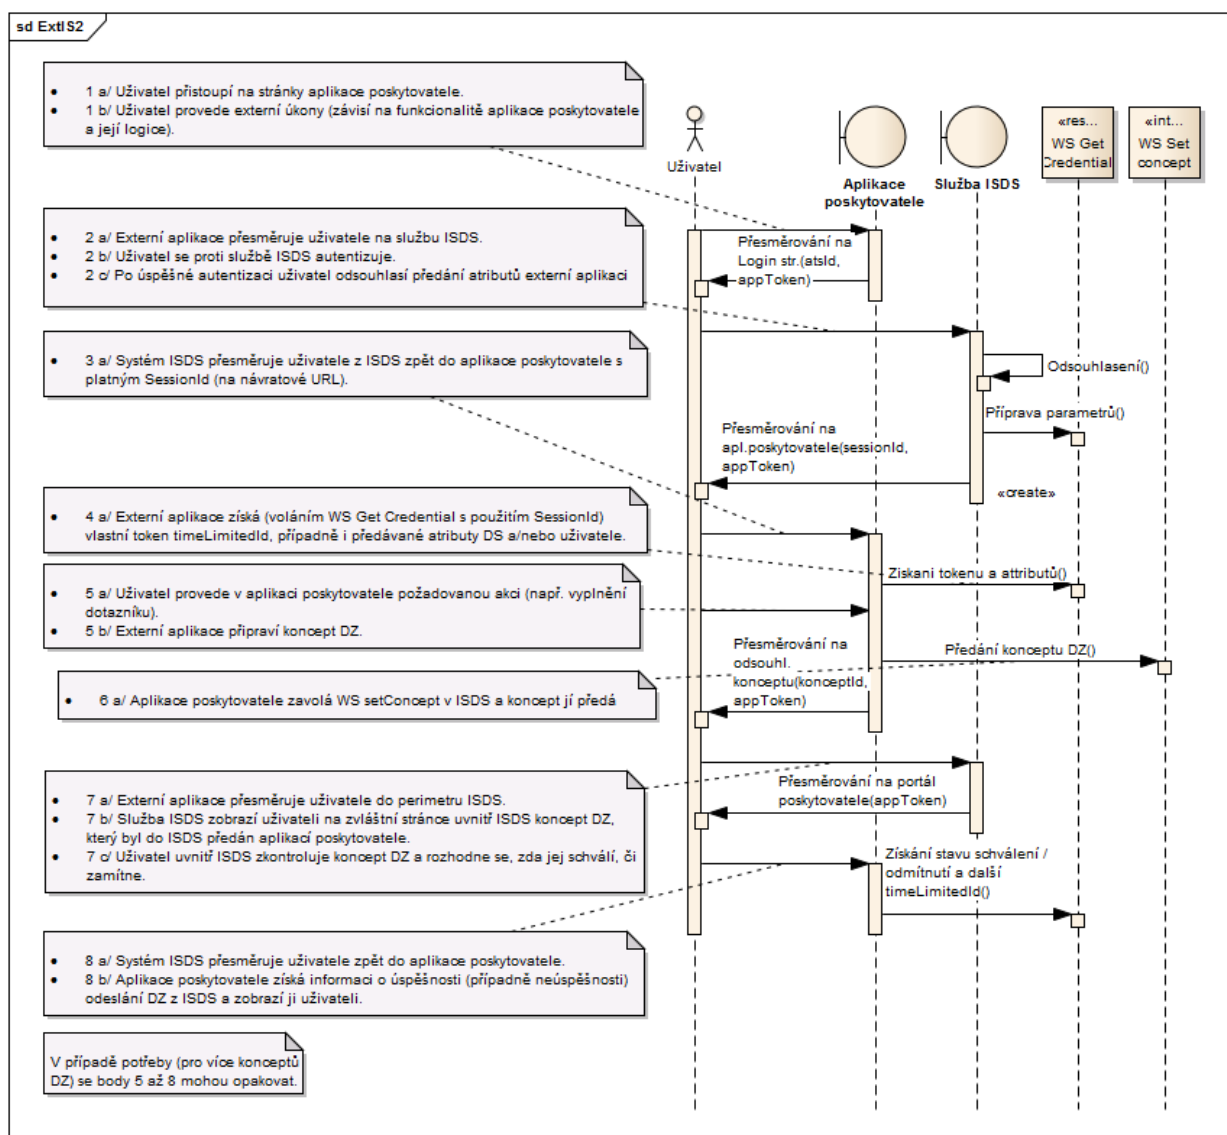 sd ExtIS2
• 1 a/ Uživatel přistoupí na stránky aplikace poskytovatele.
• 1 b/ Uživatel provede externí úkony (závisí na funkcionalitě aplikace poskytovatele
a její logice).
• 2 a/ Externí aplikace přesměruje uživatele na službu ISDS.
• 2 b/ Uživatel se proti službě ISDS autentizuje.
• 2 c/ Po úspěšné autentizaci uživatel odsouhlasí předání atributů externí aplikaci
• 3 a/ Systém ISDS přesměruje uživatele z ISDS zpět do aplikace poskytovatele s
platným SessionId (na návratové URL).
• 4 a/ Externí aplikace získá (voláním WS Get Credential s použitím SessionId)
vlastní token timeLimitedId, případně i předávané atributy DS a/nebo uživatele.
• 5 a/ Uživatel provede v aplikaci poskytovatele požadovanou akci (např. vyplnění
dotazníku).
• 5 b/ Externí aplikace připraví koncept DZ.
• 6 a/ Aplikace poskytovatele zavolá WS setConcept v ISDS a koncept jí předá
• 7 a/ Externí aplikace přesměruje uživatele do perimetru ISDS.
• 7 b/ Služba ISDS zobrazí uživateli na zvláštní stránce uvnitř ISDS koncept DZ,
který byl do ISDS předán aplikací poskytovatele.
• 7 c/ Uživatel uvnitř ISDS zkontroluje koncept DZ a rozhodne se, zda jej schválí, či
zamítne.
• 8 a/ Systém ISDS přesměruje uživatele zpět do aplikace poskytovatele.
• 8 b/ Aplikace poskytovatele získá informaci o úspěšnosti (případně neúspěšnosti)
odeslání DZ z ISDS a zobrazí ji uživateli.
V případě potřeby (pro více konceptů
DZ) se body 5 až 8 mohou opakovat.
Uživatel
Aplikace
poskytovatele
Služba ISDS
«res...
WS Get
Credential
«int...
WS Set
concept
Přesměrování na
Login str.(atsId,
appToken)
Odsouhlasení()
Příprava parametrů()
Přesměrování na
apl.poskytovatele(sessionId,
appToken)
«create»
Získani tokenu a attributů()
Předání konceptu DZ()
Přesměrování na
odsouhl.
konceptu(konceptId,
appToken)
Přesměrování na portál
poskytovatele(appToken)
Získání stavu schválení /
odmítnutí a další
timeLimitedId()